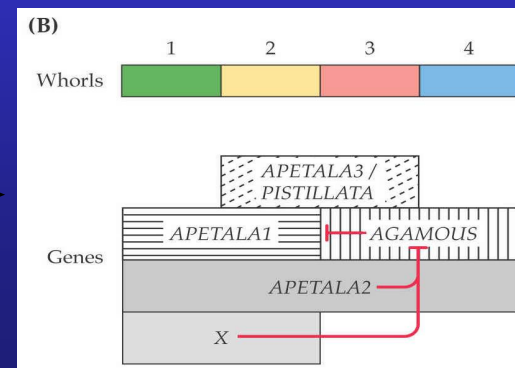 (B)
1 2 3 4
Whorls
APETALA3 /
PISTILLATA
APETALA1 AGAMOUS
Genes
APETALA2
X